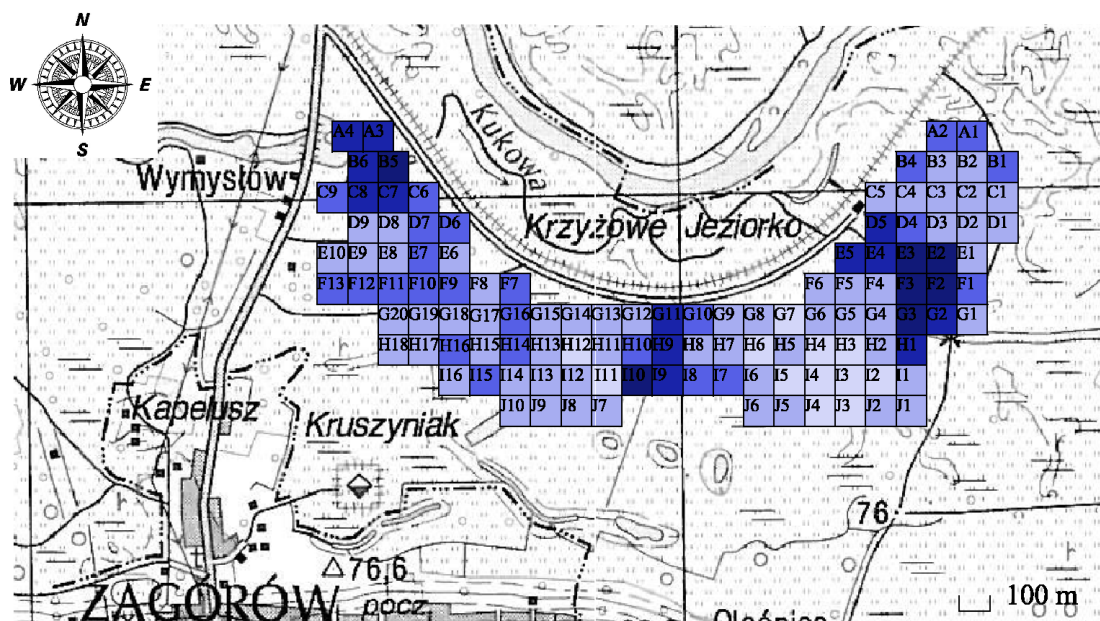 N
W E
S
Kukowa
A4 A3 A2 A1
B6 B5 B4 B3 B2 B1
Wymysłów
C9 C8 C7 C6 C5 C4 C3 C2 C1
D9 D8 D7 D6 D5 D4 D3 D2 D1
Krzyżowe Jeziorko
E10 E9 E8 E7 E6 E5 E4 E3 E2 E1
F13 F12 F11 F10 F9 F8 F7 F6 F5 F4 F3 F2 F1
G20 G19 G18 G17 G16 G15 G14 G13 G12 G11 G10 G9 G8 G7 G6 G5 G4 G3 G2 G1
H18 H17 H16 H15 H14 H13 H12 H11 H10 H9 H8 H7 H6 H5 H4 H3 H2 H1
I16 I15 I14 I13 I12 I11 I10 I9 I8 I7 I6 I5 I4 I3 I2 I1
J10 J9 J8 J7 J6 J5 J4 J3 J2 J1
Kapelusz
Kruszyniak
76
76,6
ZAGÓRÓW
pocz.
100 m